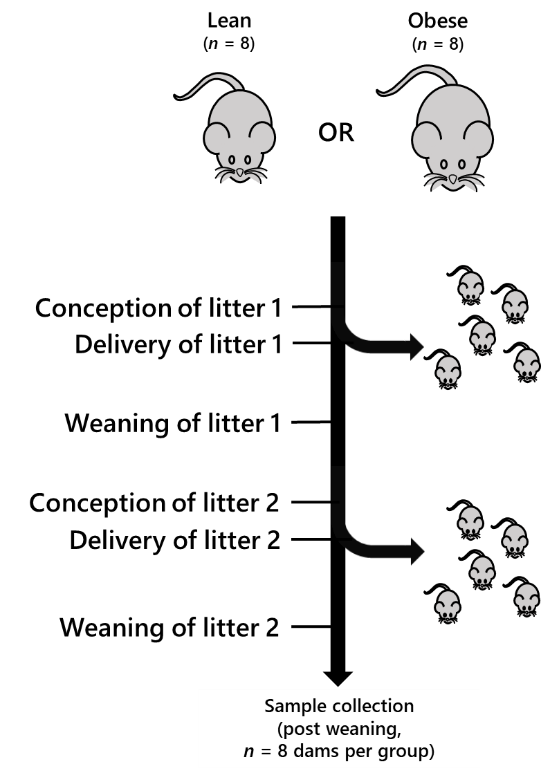 Lean
(n = 8)
Obese
(n = 8)
OR
Conception of litter 1
Delivery of litter 1
Weaning of litter 1
Conception of litter 2
Delivery of litter 2
Weaning of litter 2
Sample collection
(post weaning,
n = 8 dams per group)